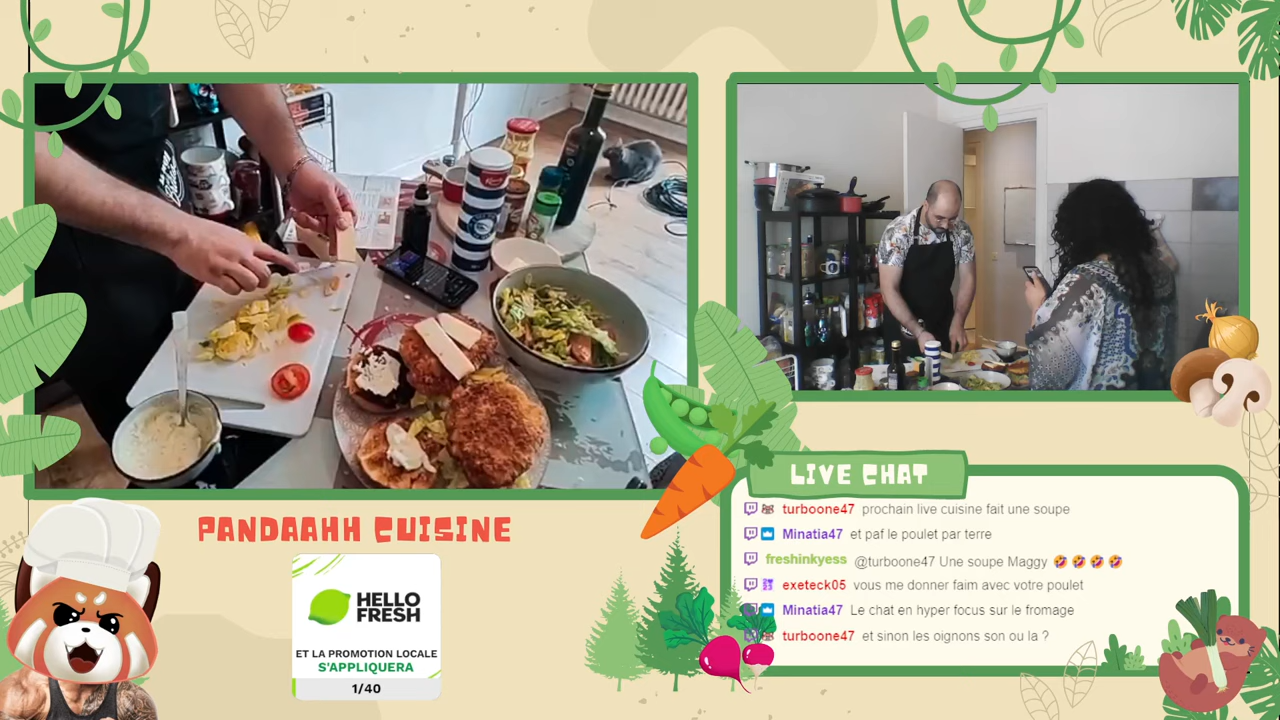 LIVE CHAT
turboone47 prochain live cuisine fait une soupe
Minatia47 et paf le poulet par terre
freshinkyess @turboone47 Une soupe Maggy 🤣🤣🤣🤣
exeteck05 vous me donner faim avec votre poulet
Minatia47 Le chat en hyper focus sur le fromage
turboone47 et sinon les oignons son ou la ?
PANDAAHH CUISINE
HELLO
FRESH
ET LA PROMOTION LOCALE
S'APPLIQUERA
1/40